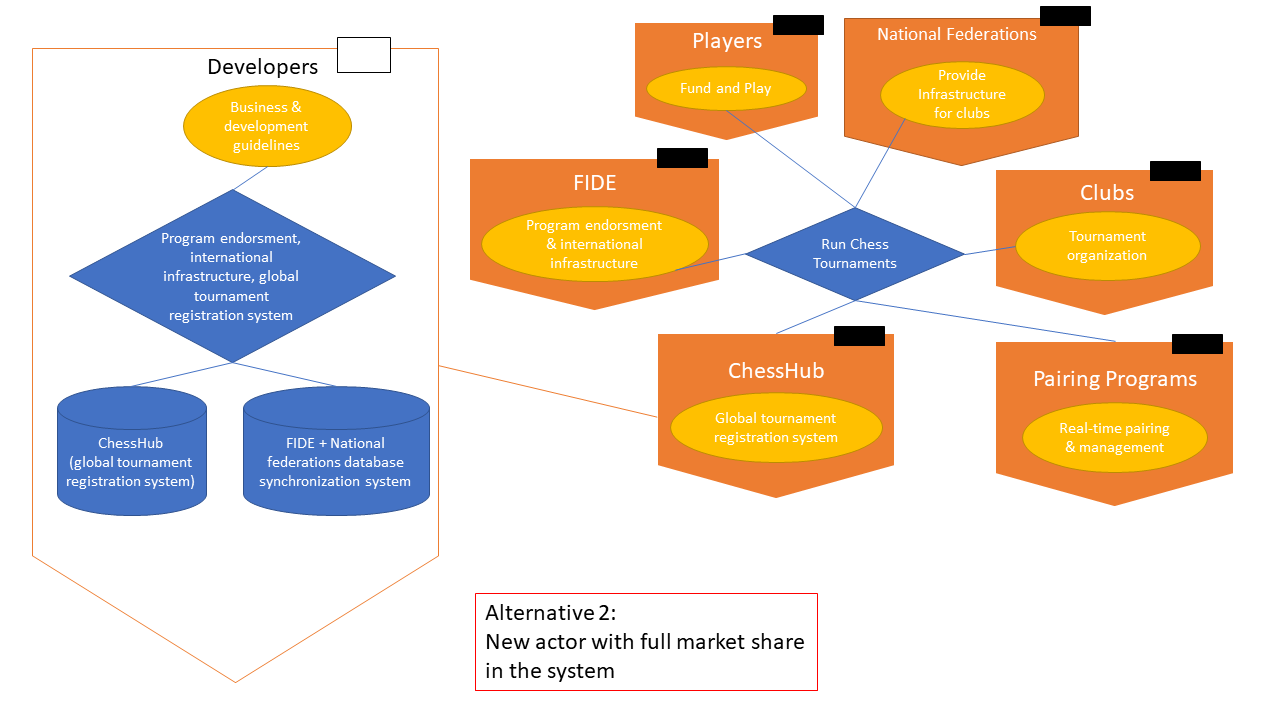 Developers
Business &
development
guidelines
Program endorsment,
international
infrastructure, global
tournament
registration system
ChessHub
(global tournament
registration system)
FIDE + National
federations database
synchronization system
Players
Fund and Play
National Federations
Provide
Infrastructure
for clubs
FIDE
Program endorsment
& international
infrastructure
Run Chess
Tournaments
Clubs
Tournament
organization
ChessHub
Global tournament
registration system
Pairing Programs
Real-time pairing
& management
Alternative 2:
New actor with full market share
in the system